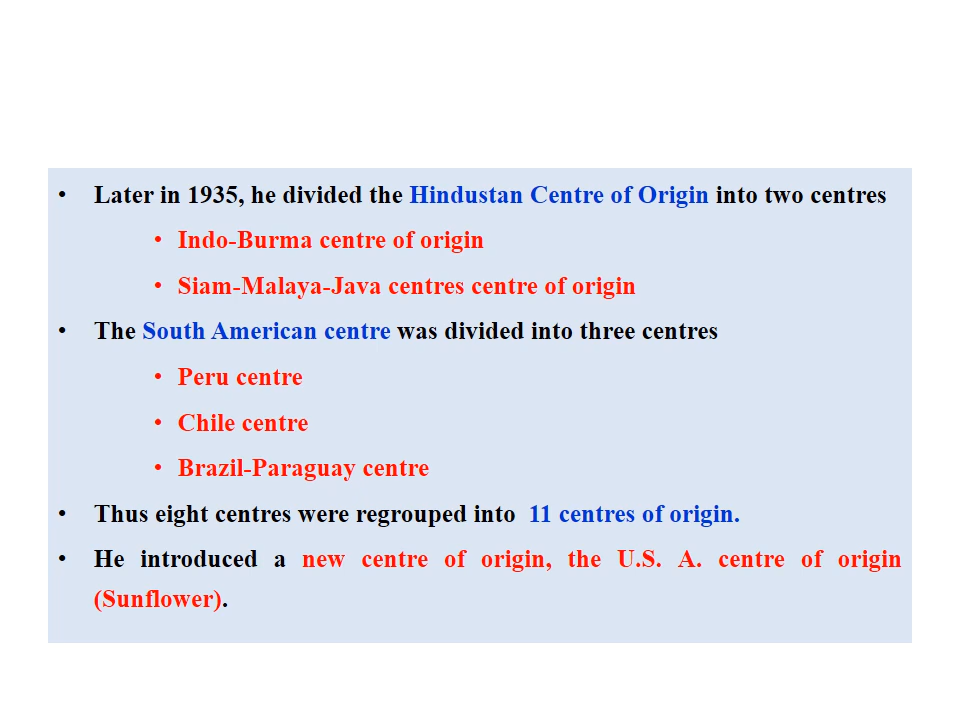 • Later in 1935, he divided the Hindustan Centre of Origin into two centres
• Indo-Burma centre of origin
• Siam-Malaya-Java centres centre of origin
• The South American centre was divided into three centres
• Peru centre
• Chile centre
• Brazil-Paraguay centre
• Thus eight centres were regrouped into 11 centres of origin.
• He introduced a new centre of origin, the U.S. A. centre of origin
(Sunflower).